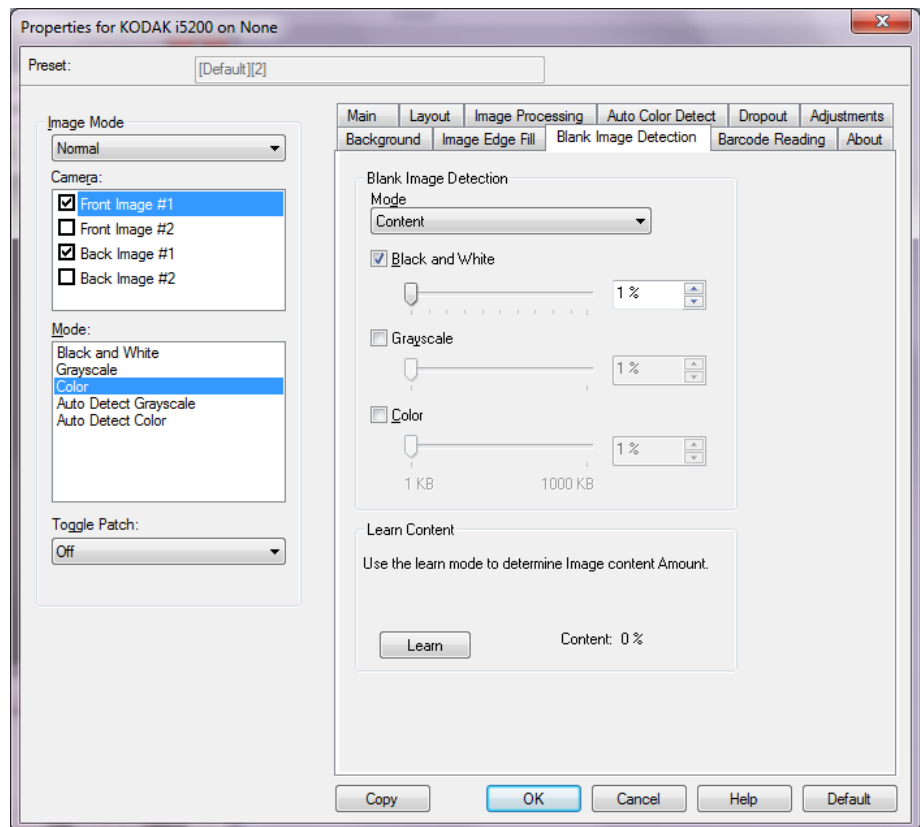 Properties for KODAK i5200 on None
Preset:
[Default][2]
Image Mode
Normal
Camera:
Front Image #1
Front Image #2
Back Image #1
Back Image #2
Mode:
Black and White
Grayscale
Color
Auto Detect Grayscale
Auto Detect Color
Toggle Patch:
Off
Main Layout Image Processing Auto Color Detect Dropout Adjustments
Background Image Edge Fill Blank Image Detection Barcode Reading About
Blank Image Detection
Mode
Content
Black and White
1 %
Grayscale
1 %
Color
1 %
1 KB 1000 KB
Learn Content
Use the learn mode to determine Image content Amount.
Learn Content: 0 %
Copy OK Cancel Help Default